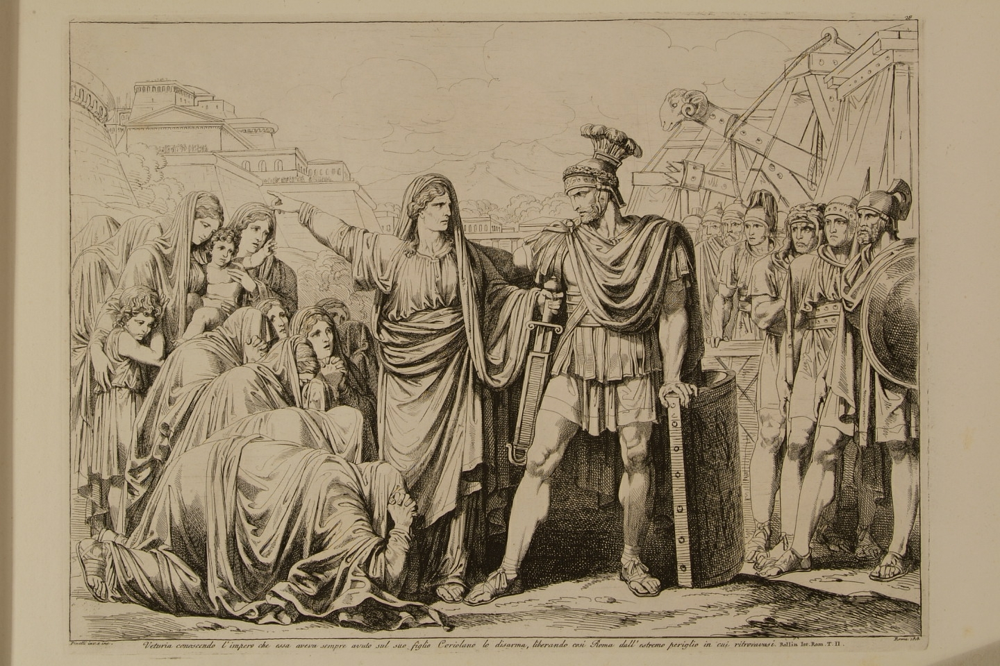 28
Pinelli inv. e inc.
Veturia conoscendo l'impero che essa aveva sempre avuto sul suo figlio Coriolano lo disarma, liberando così Roma dall'estremo periglio in cui ritrovavasi. Rollin Ist. Rom. T. II.
Roma 1818